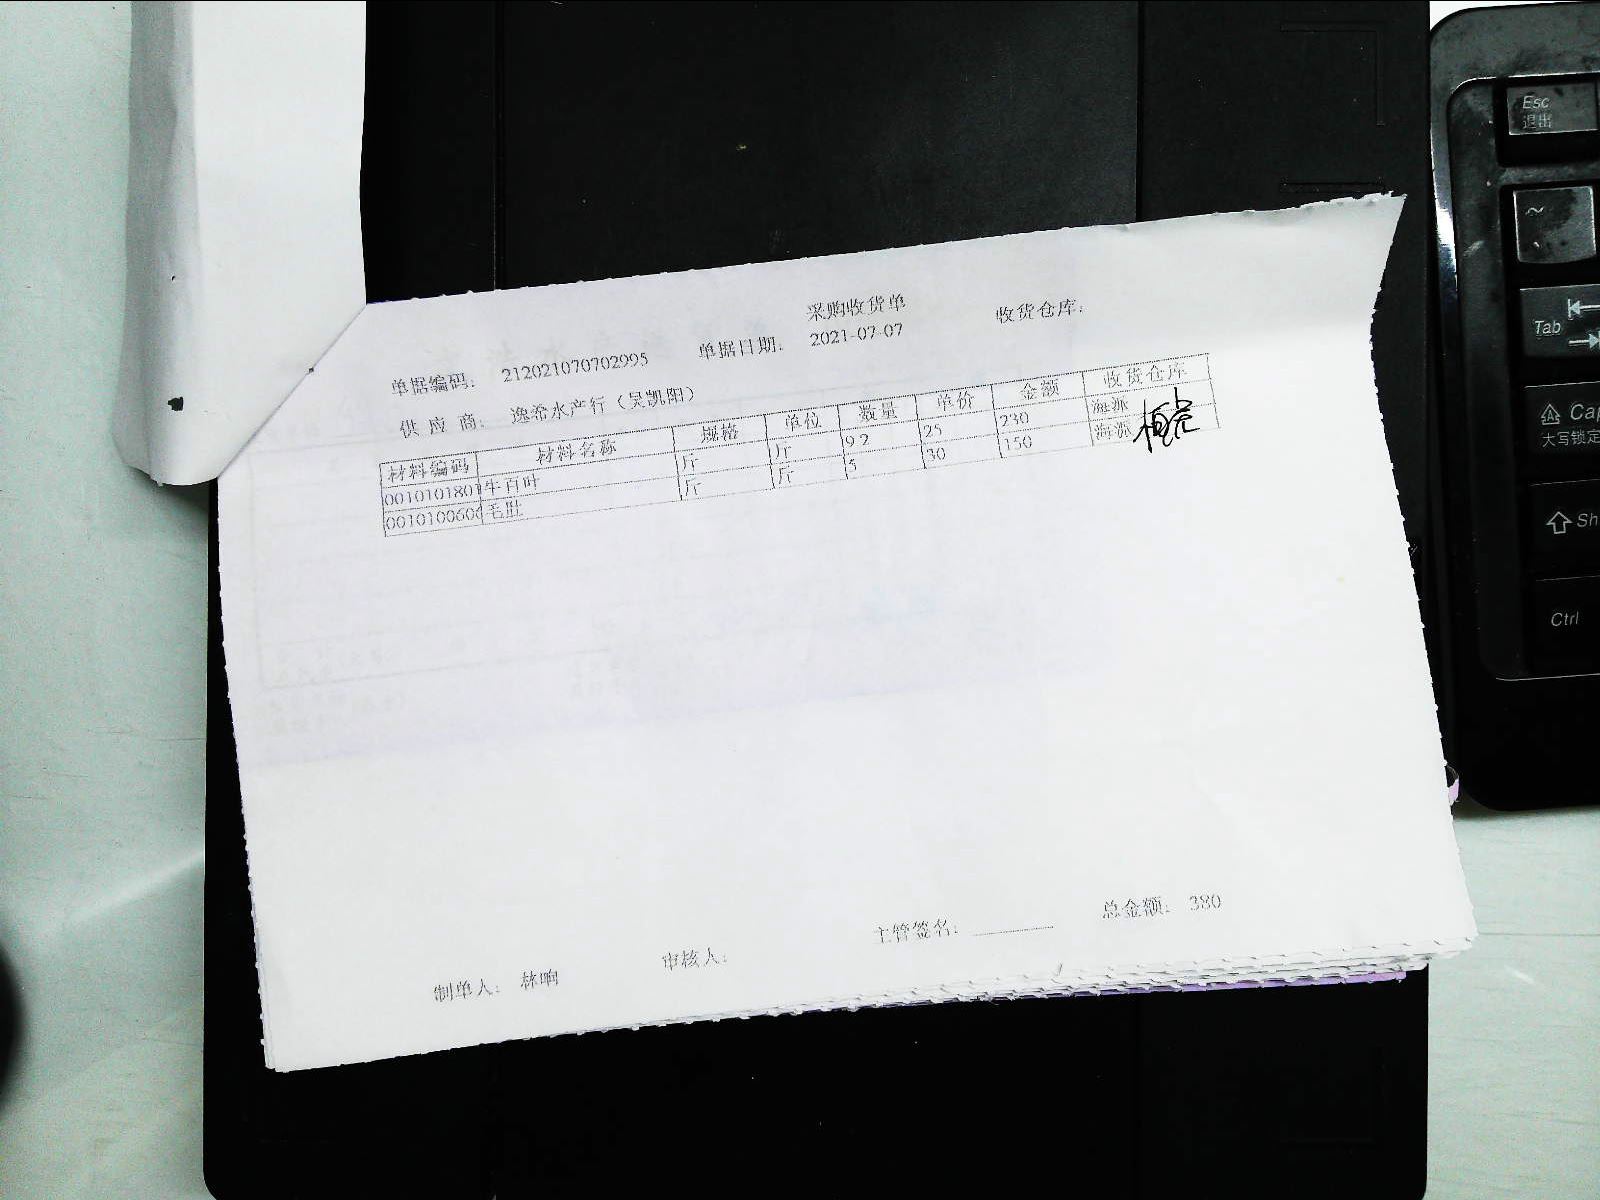 采购收货单
单据编码: 212021070702995 单据日期: 2021-07-07 收货仓库:
供 应 商: 逸希水产行(吴凯阳)
材料编码 材料名称 规格 单位 数量 单价 金额 收货仓库
0010101801 牛百叶 斤 斤 9 2 25 230 海派
001010060 毛肚 斤 斤 5 30 150 海派
总金额: 380
制单人: 林响 审核人: 主管签名:
Esc
退出
~
Tab
Cap
大写锁定
Sh
Ctrl